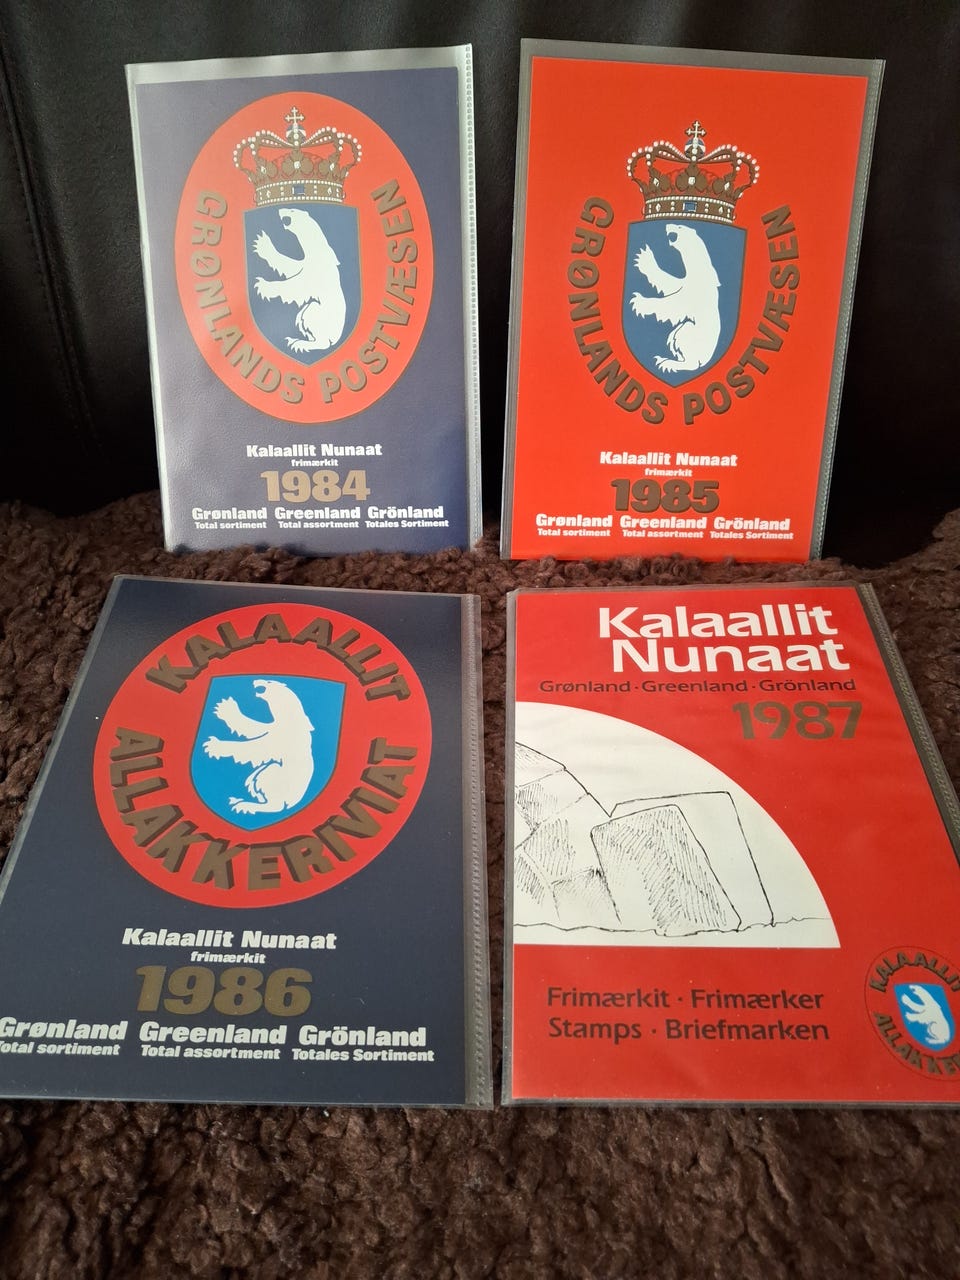 GRØNLANDS POSTVÆSEN
Kalaallit Nunaat
frimærkit
1984
Grønland Greenland Grönland
Total sortiment Total assortment Totales Sortiment
GRØNLANDS POSTVÆSEN
Kalaallit Nunaat
frimærkit
1985
Grønland Greenland Grönland
Total sortiment Total assortment Totales Sortiment
KALAALLIT
ALLAKKERIVIAT
Kalaallit Nunaat
frimærkit
1986
Grønland Greenland Grönland
Total sortiment Total assortment Totales Sortiment
Kalaallit
Nunaat
Grønland · Greenland · Grönland
1987
Frimærkit · Frimærker
Stamps · Briefmarken
KALAALLIT